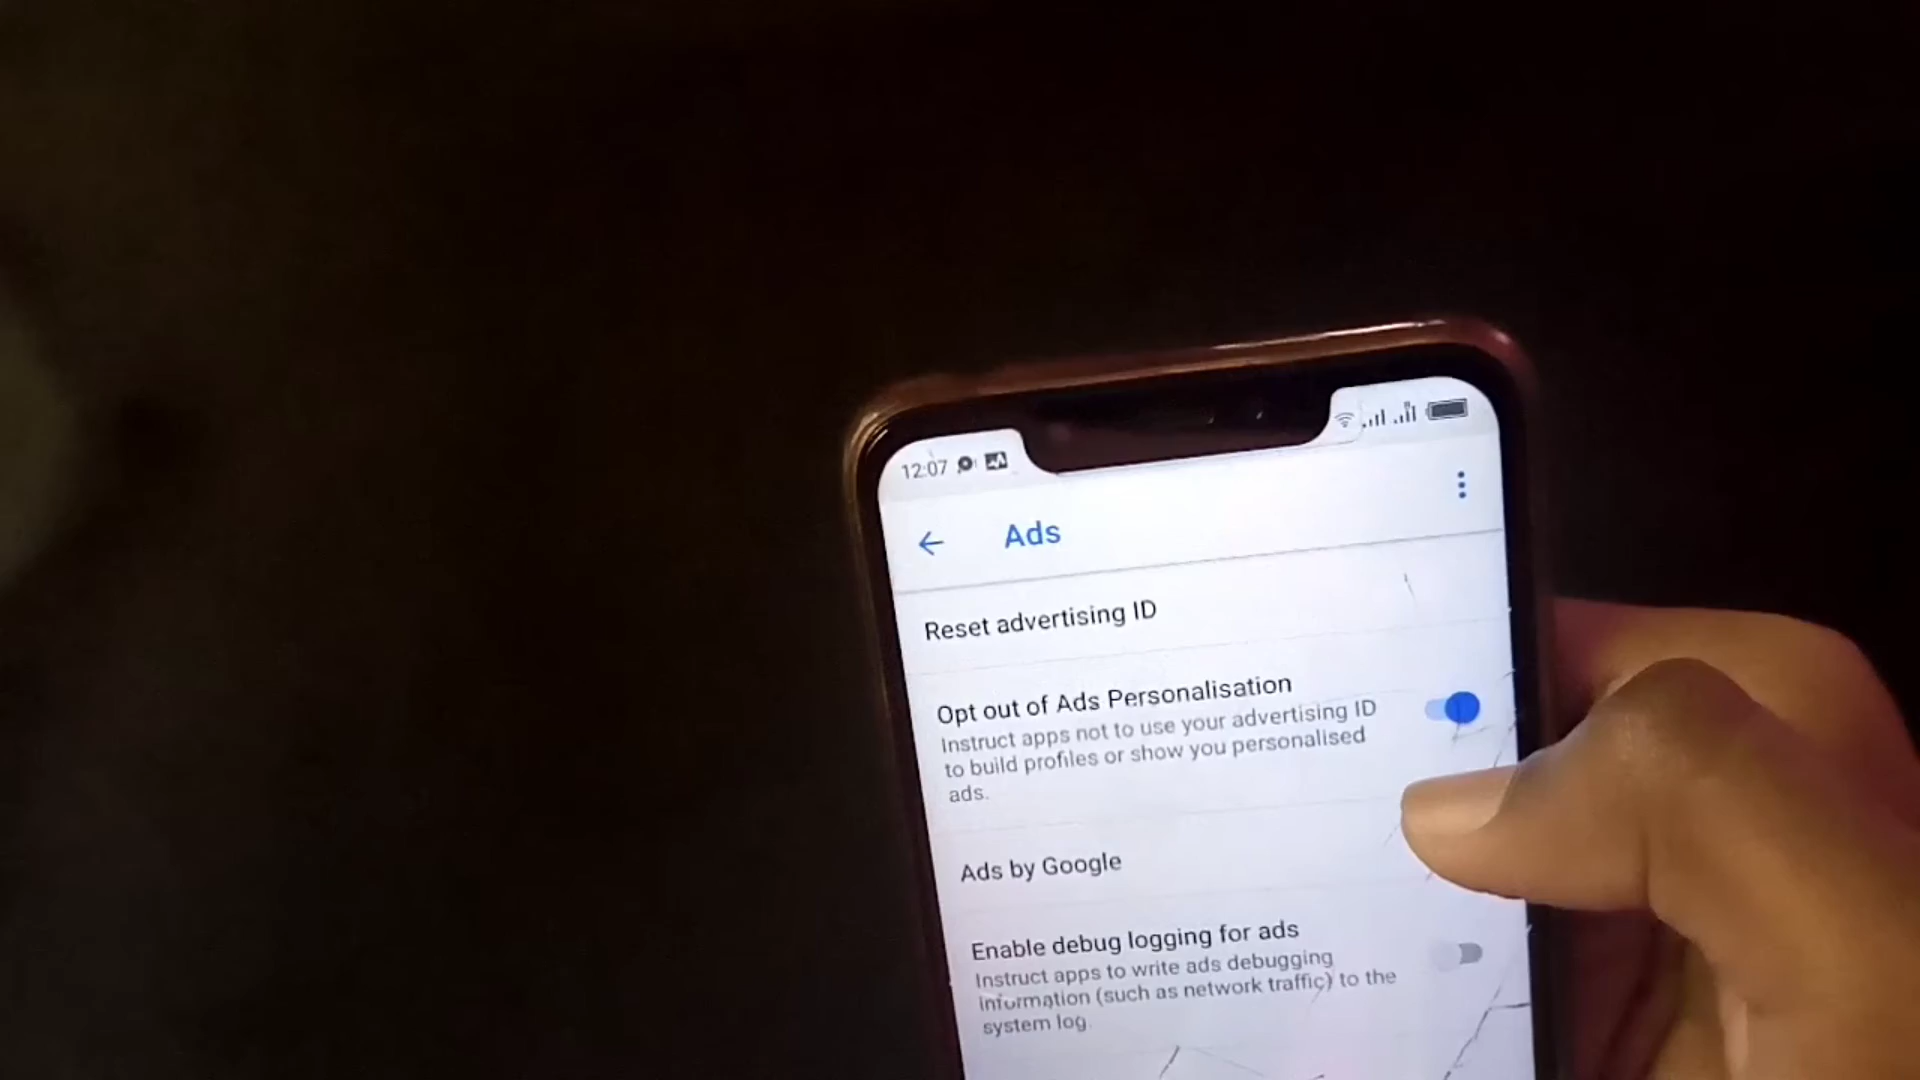 12:07
Ads
Reset advertising ID
Opt out of Ads Personalisation
Instruct apps not to use your advertising ID
to build profiles or show you personalised
ads.
Ads by Google
Enable debug logging for ads
Instruct apps to write ads debugging
information (such as network traffic) to the
system log.